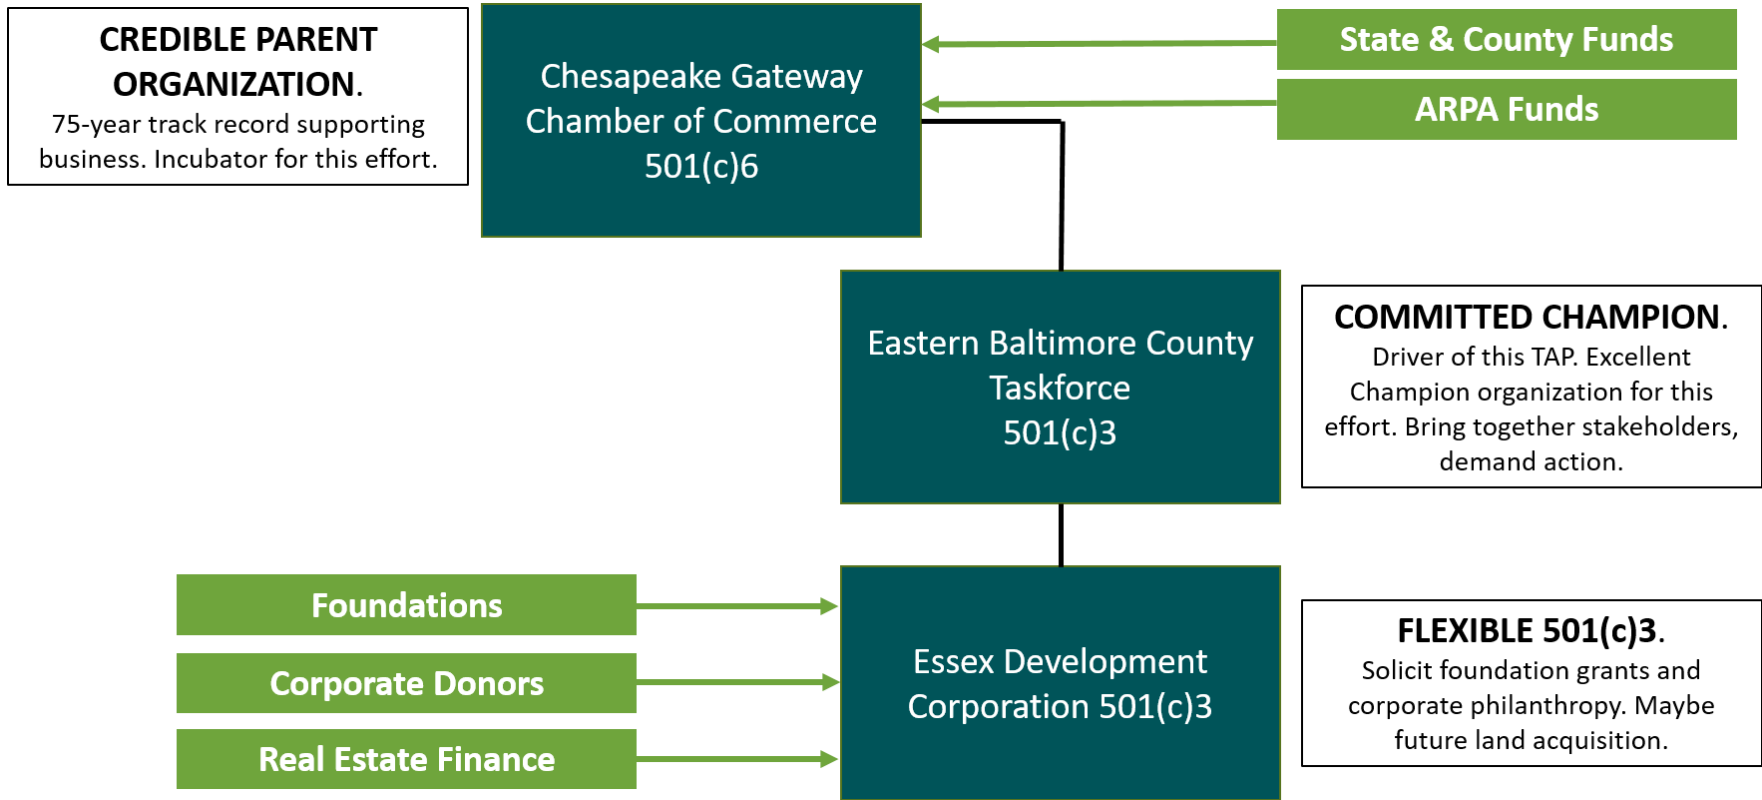 CREDIBLE PARENT
ORGANIZATION.
75-year track record supporting
business. Incubator for this effort.
Chesapeake Gateway
Chamber of Commerce
501(c)6
State & County Funds
ARPA Funds
Eastern Baltimore County
Taskforce
501(c)3
COMMITTED CHAMPION.
Driver of this TAP. Excellent
Champion organization for this
effort. Bring together stakeholders,
demand action.
Foundations
Corporate Donors
Real Estate Finance
Essex Development
Corporation 501(c)3
FLEXIBLE 501(c)3.
Solicit foundation grants and
corporate philanthropy. Maybe
future land acquisition.